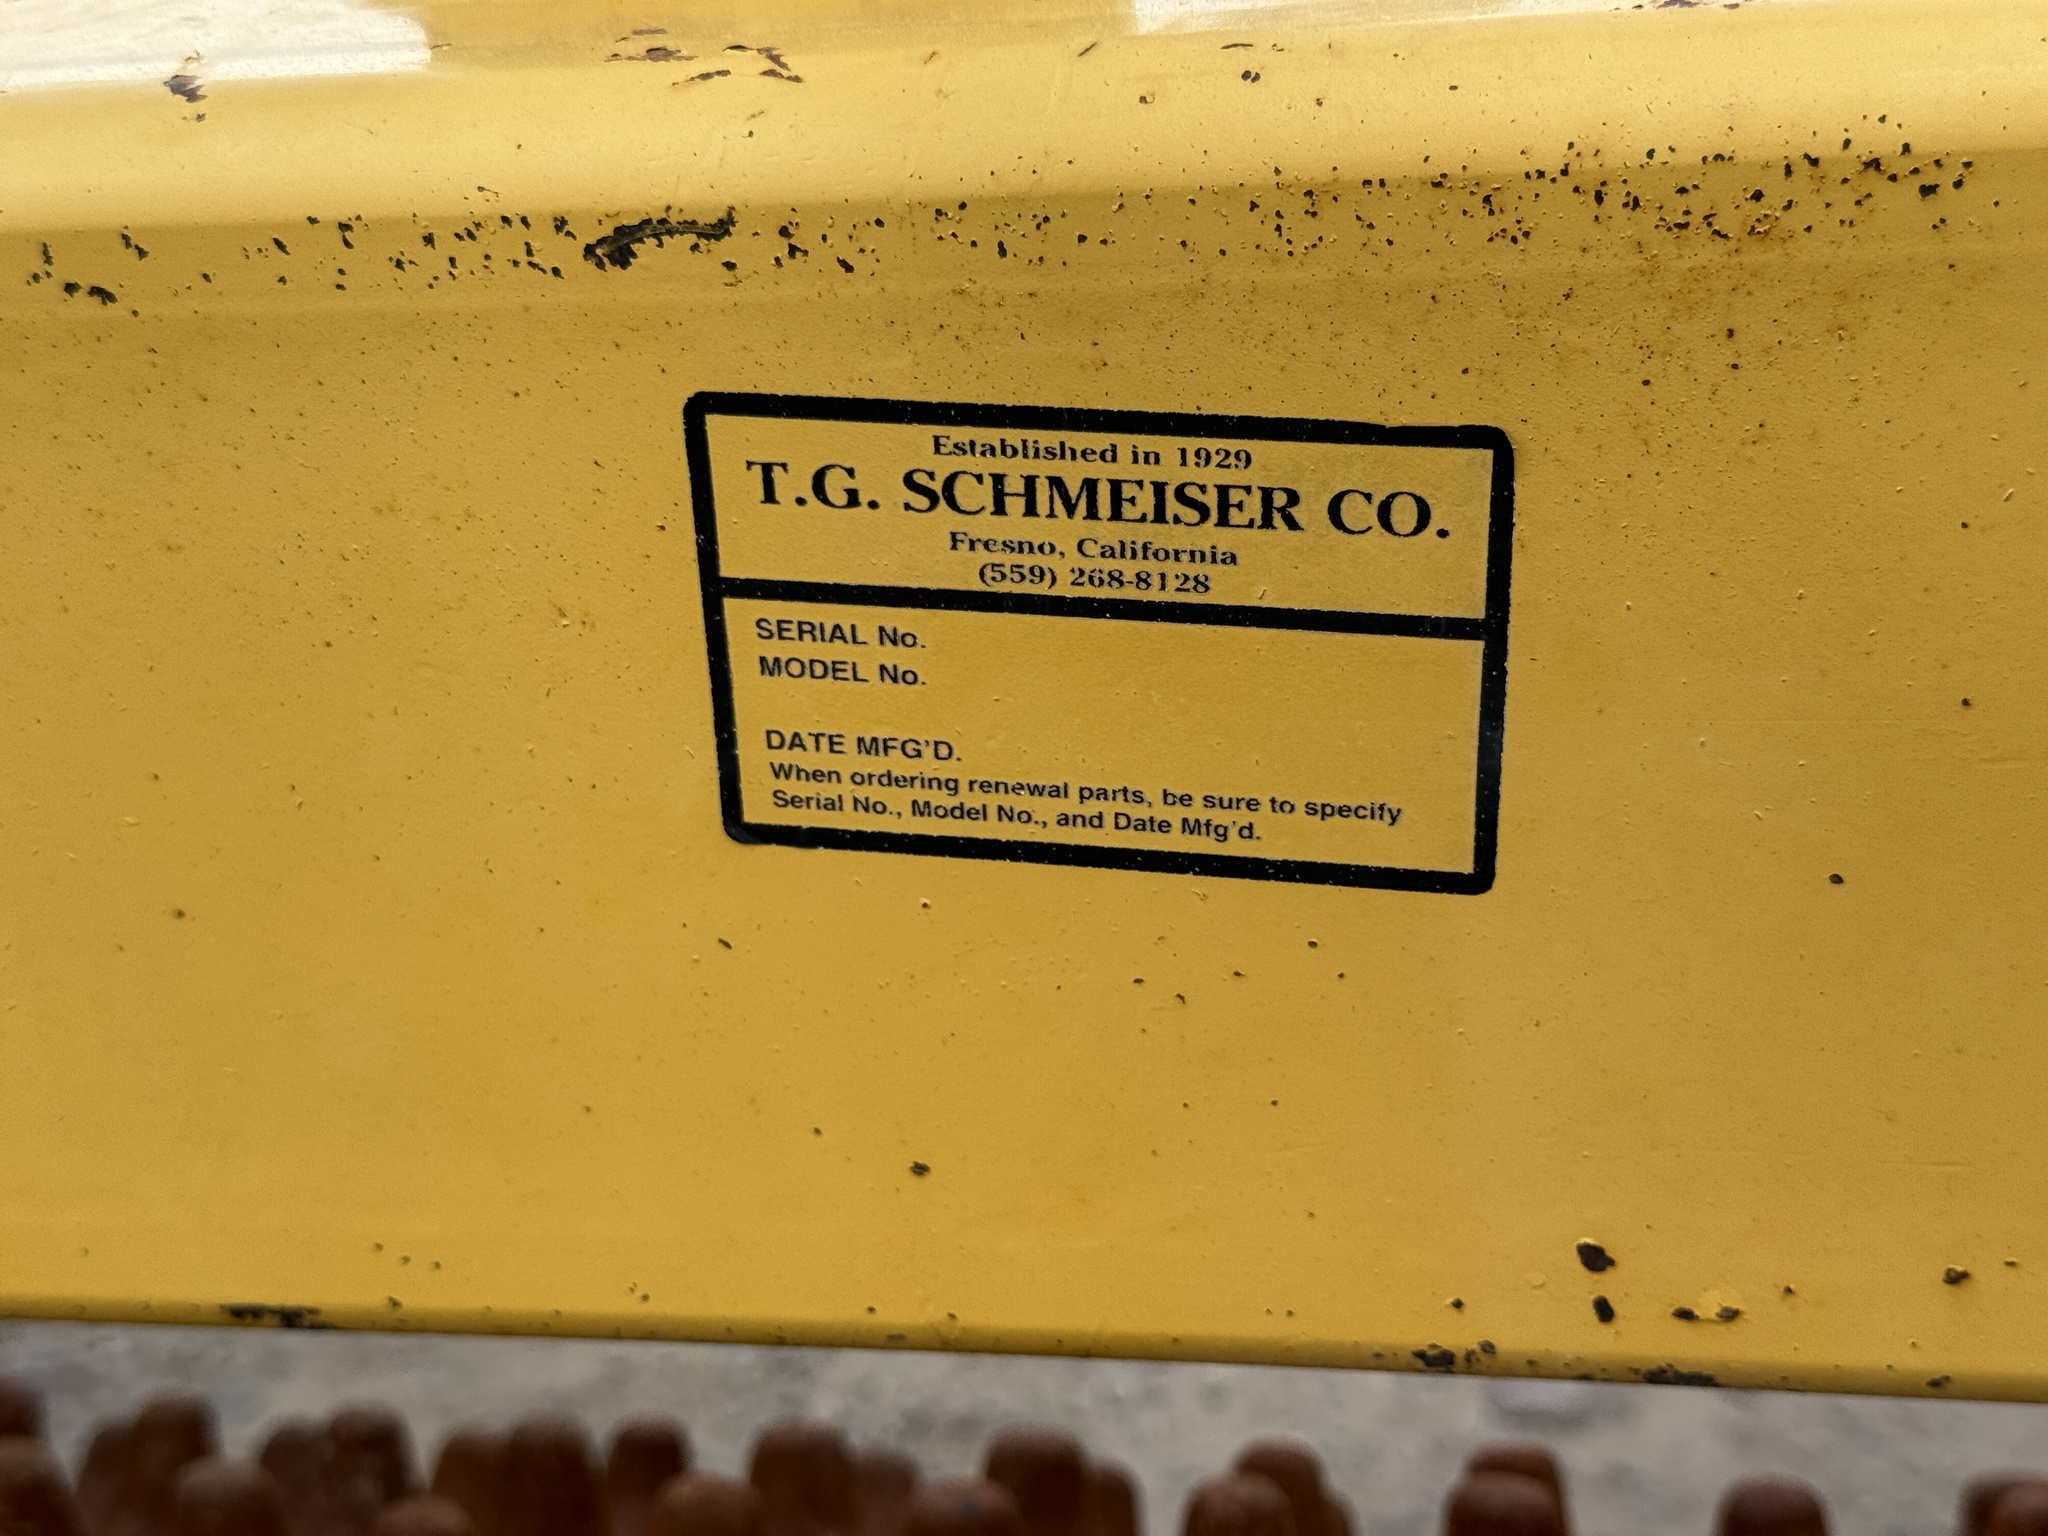 Established in 1929
T.G. SCHMEISER CO.
Fresno, California
(559) 268-8128
SERIAL No.
MODEL No.
DATE MFG'D.
When ordering renewal parts, be sure to specify
Serial No., Model No., and Date Mfg'd.